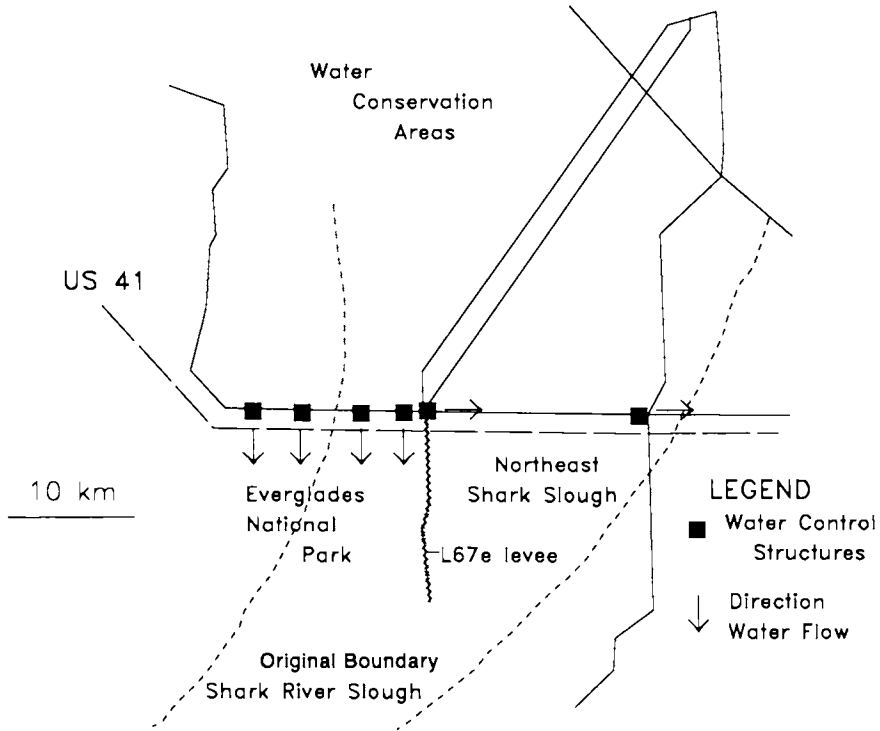 Water
Conservation
Areas
US 41
10 km
Everglades
National
Park
Northeast
Shark Slough
L67e levee
Original Boundary
Shark River Slough
LEGEND
Water Control
Structures
Direction
Water Flow